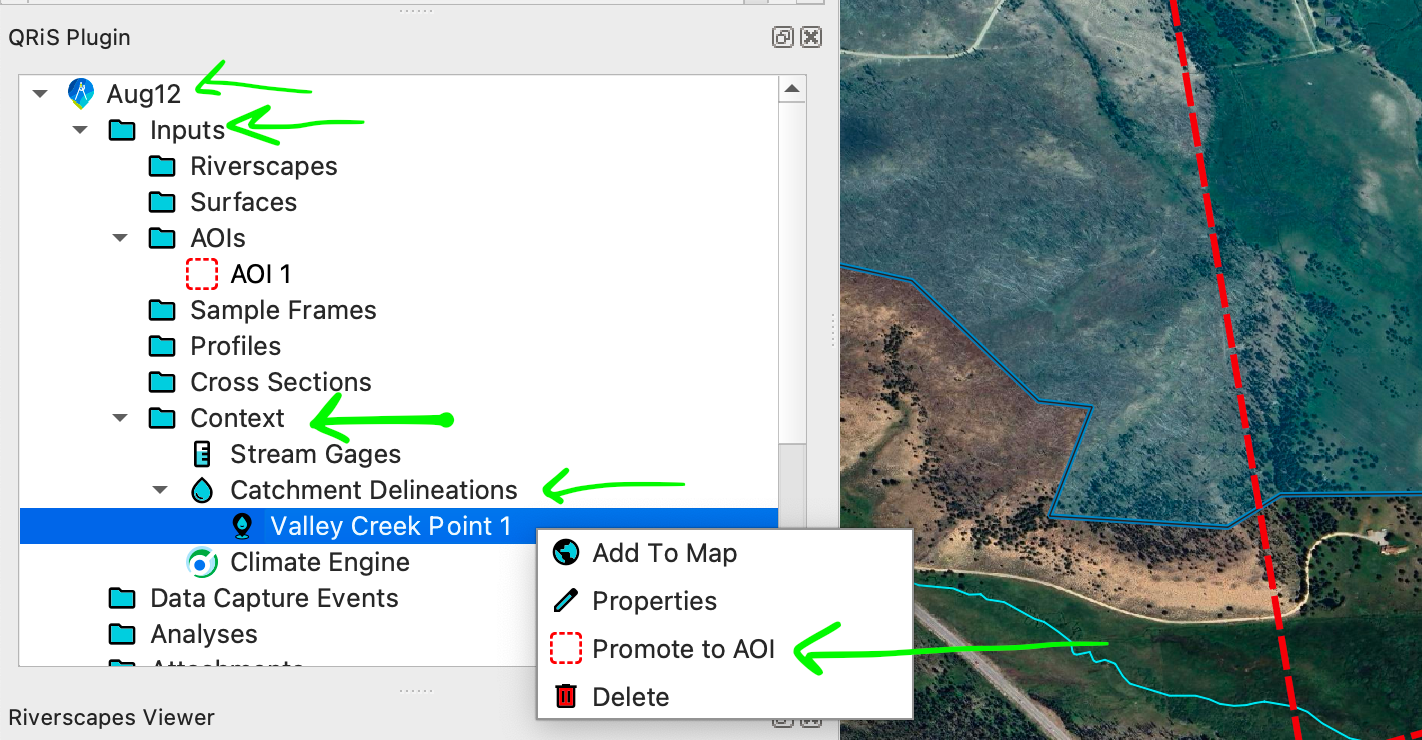 QRiS Plugin
Aug12
Inputs
Riverscapes
Surfaces
AOIs
AOI 1
Sample Frames
Profiles
Cross Sections
Context
Stream Gages
Catchment Delineations
Valley Creek Point 1
Climate Engine
Data Capture Events
Analyses
Attachments
Add To Map
Properties
Promote to AOI
Delete
Riverscapes Viewer